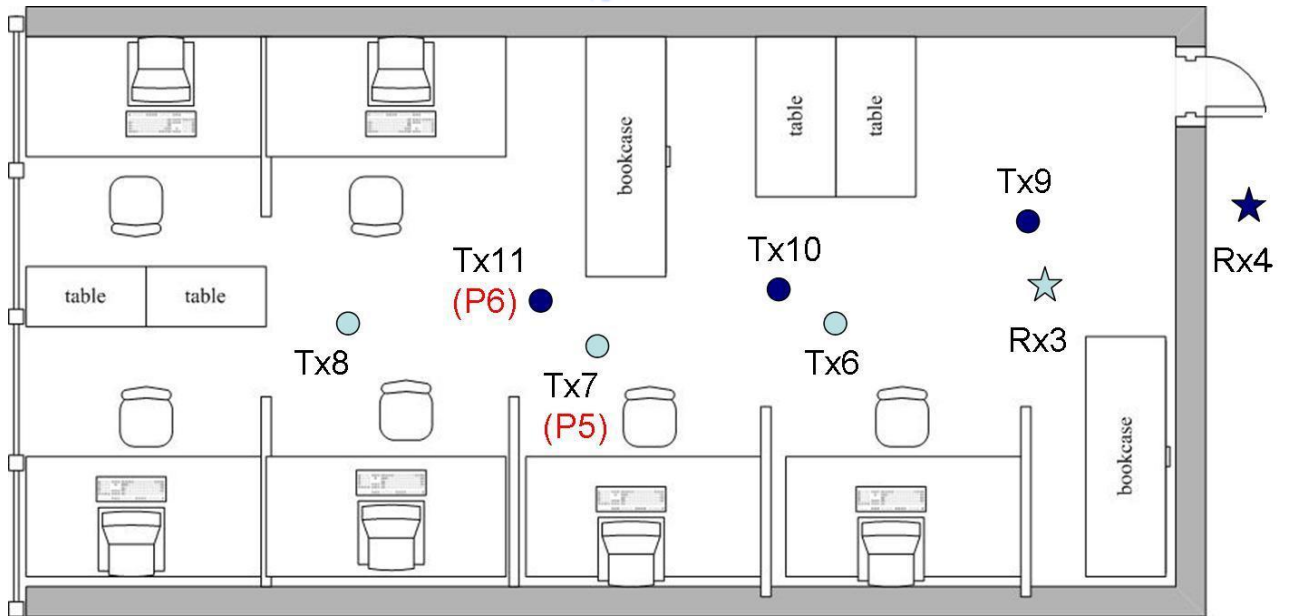 bookcase
table
table
Tx9
Tx11
(P6)
Tx10
Rx4
table
table
Tx8
Tx7
(P5)
Tx6
Rx3
bookcase